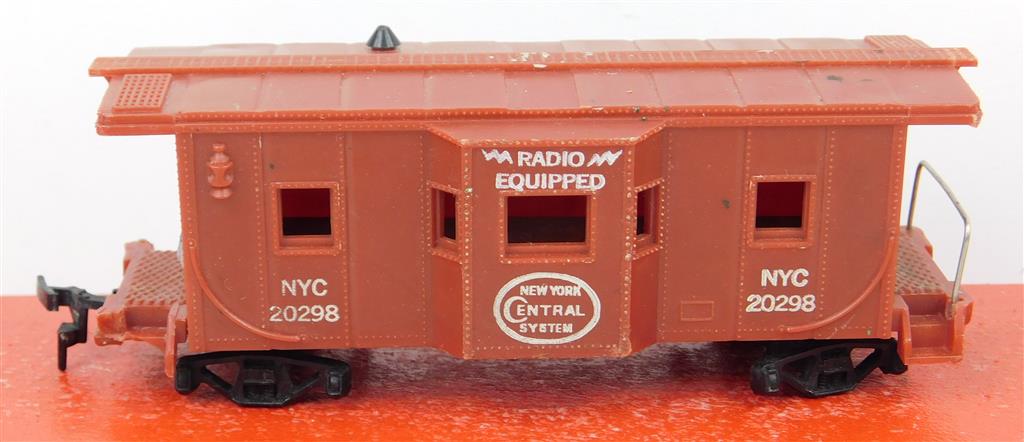 RADIO
EQUIPPED
NYC
20298
NEW YORK
CENTRAL
SYSTEM
NYC
20298